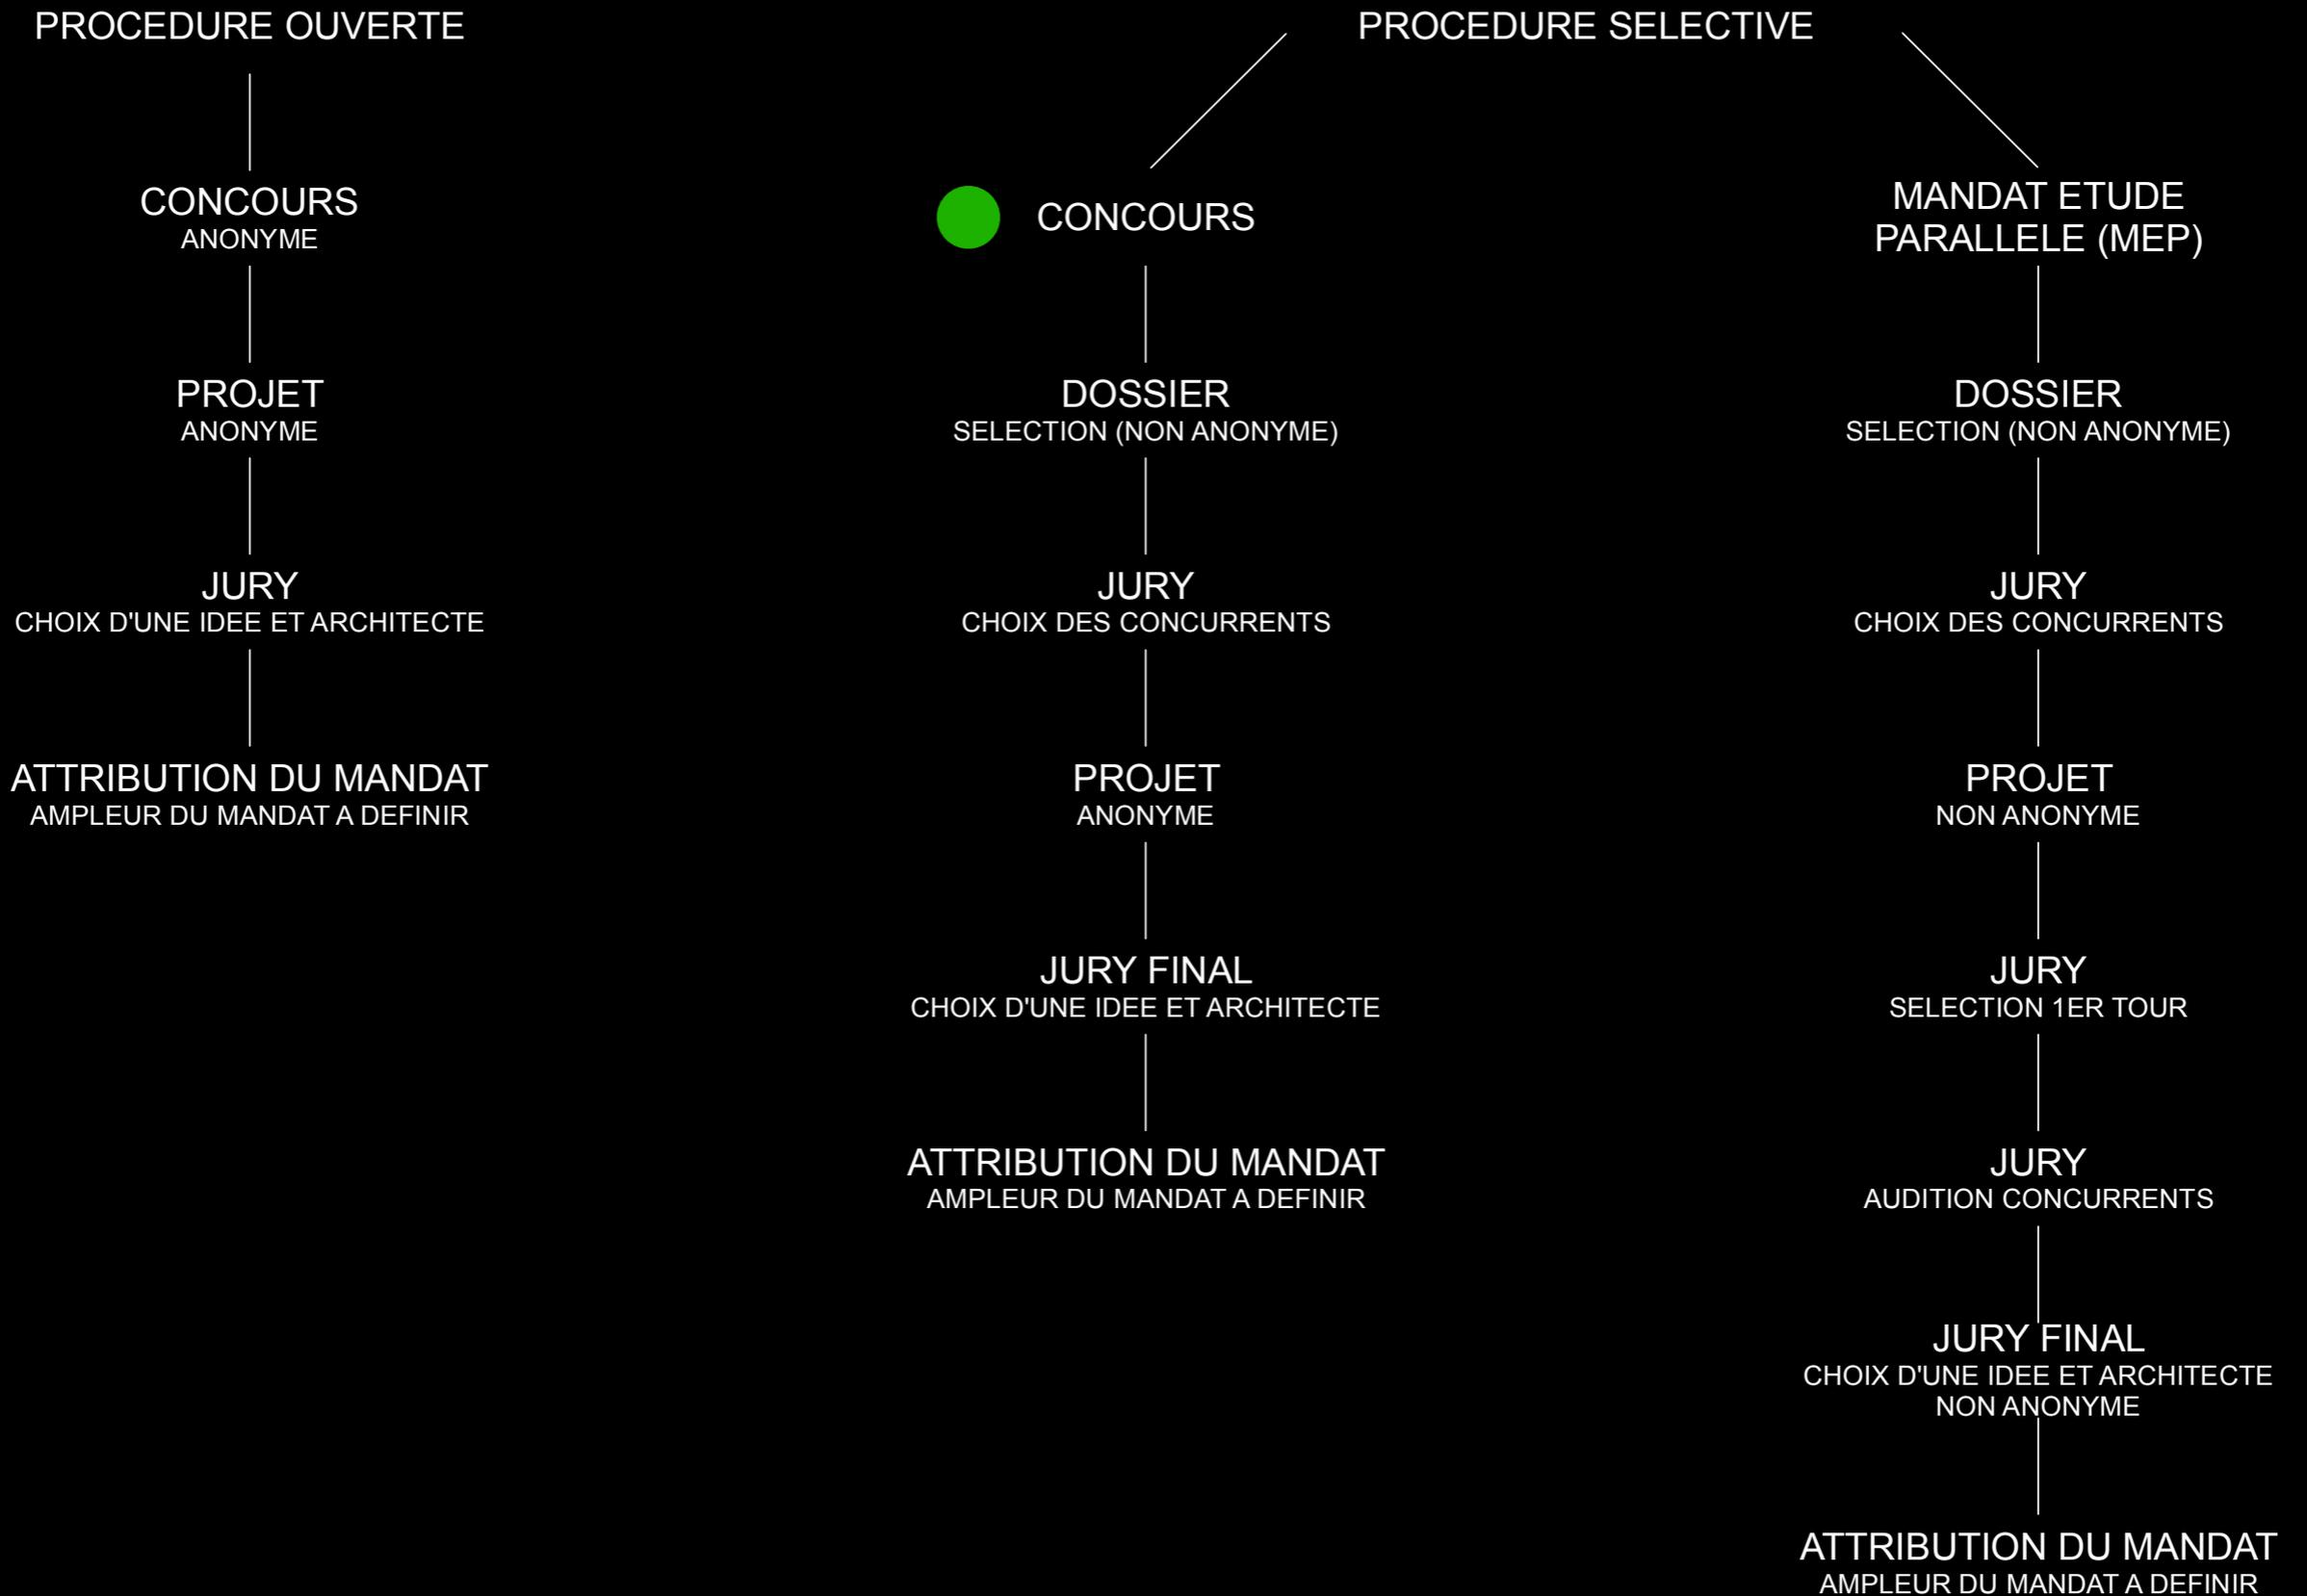 PROCEDURE OUVERTE
CONCOURS
ANONYME
PROJET
ANONYME
JURY
CHOIX D'UNE IDEE ET ARCHITECTE
ATTRIBUTION DU MANDAT
AMPLEUR DU MANDAT A DEFINIR
PROCEDURE SELECTIVE
CONCOURS
DOSSIER
SELECTION (NON ANONYME)
JURY
CHOIX DES CONCURRENTS
PROJET
ANONYME
JURY FINAL
CHOIX D'UNE IDEE ET ARCHITECTE
ATTRIBUTION DU MANDAT
AMPLEUR DU MANDAT A DEFINIR
MANDAT ETUDE
PARALLELE (MEP)
DOSSIER
SELECTION (NON ANONYME)
JURY
CHOIX DES CONCURRENTS
PROJET
NON ANONYME
JURY
SELECTION 1ER TOUR
JURY
AUDITION CONCURRENTS
JURY FINAL
CHOIX D'UNE IDEE ET ARCHITECTE
NON ANONYME
ATTRIBUTION DU MANDAT
AMPLEUR DU MANDAT A DEFINIR